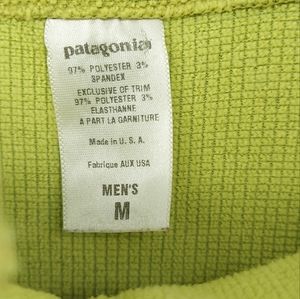 patagonia
97% POLYESTER 3%
SPANDEX
EXCLUSIVE OF TRIM
97% POLYESTER 3%
ELASTHANNE
A PART LA GARNITURE
Made in U. S. A.
Fabrique AUX USA
MEN'S
M